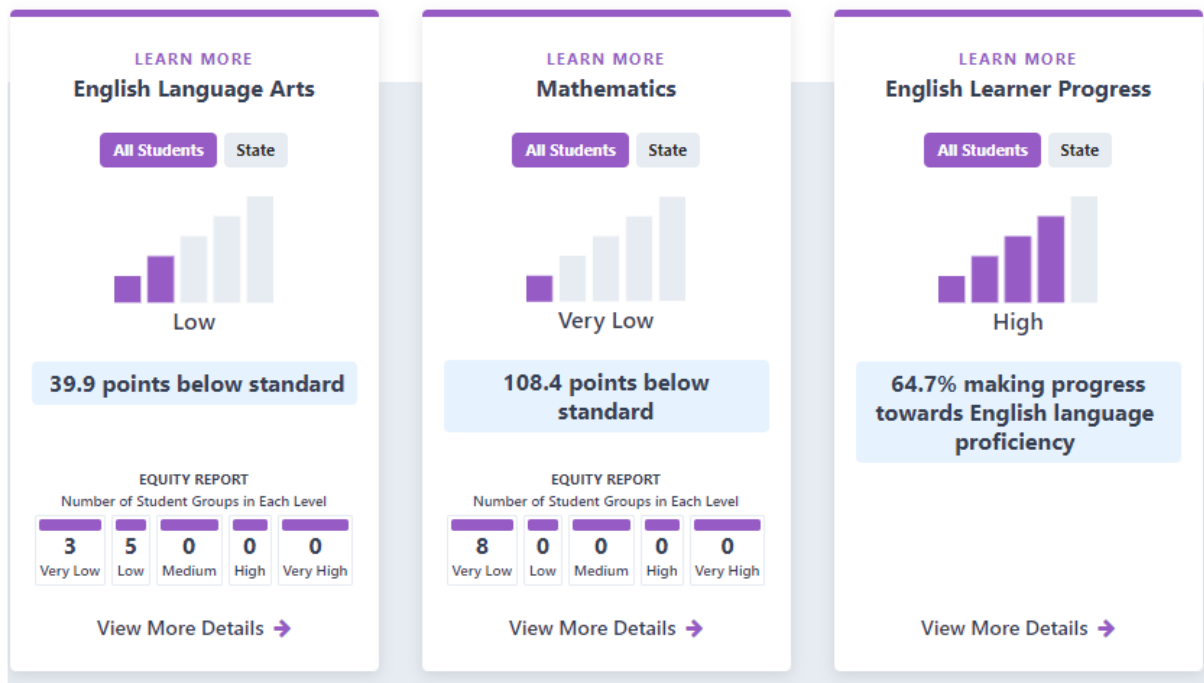 LEARN MORE
English Language Arts
All Students State
Low
39.9 points below standard
EQUITY REPORT
Number of Student Groups in Each Level
3 5 0 0 0
Very Low Low Medium High Very High
View More Details →
LEARN MORE
Mathematics
All Students State
Very Low
108.4 points below
standard
EQUITY REPORT
Number of Student Groups in Each Level
8 0 0 0 0
Very Low Low Medium High Very High
View More Details →
LEARN MORE
English Learner Progress
All Students State
High
64.7% making progress
towards English language
proficiency
View More Details →